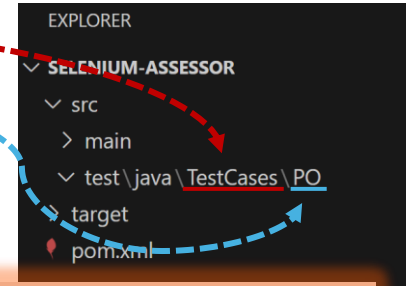 EXPLORER
SELENIUM-ASSESSOR
src
main
test\java\TestCases\PO
target
pom.xml